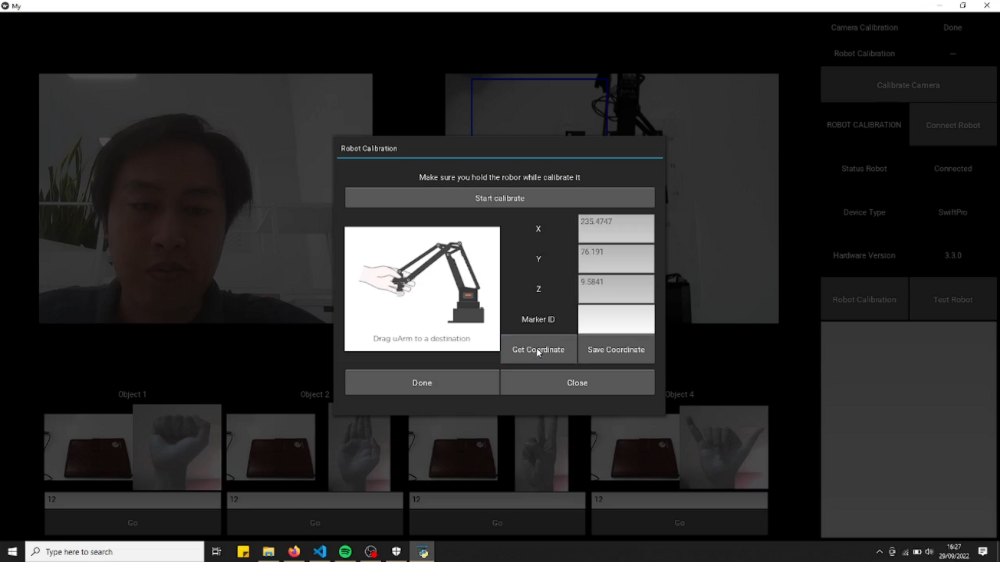 My
Camera Calibration Done
Robot Calibration —
Calibrate Camera
ROBOT CALIBRATION Connect Robot
Status Robot Connected
Device Type SwiftPro
Hardware Version 3.3.0
Robot Calibration Test Robot
Robot Calibration
Make sure you hold the robor while calibrate it
Start calibrate
X 235.4747
Y 76.191
Z 9.5841
Marker ID
Drag uArm to a destination
Get Coordinate Save Coordinate
Done Close
Object 1 Object 2 Object 4
12 12 12 12
Go Go Go Go
Type here to search
16:27
29/09/2022